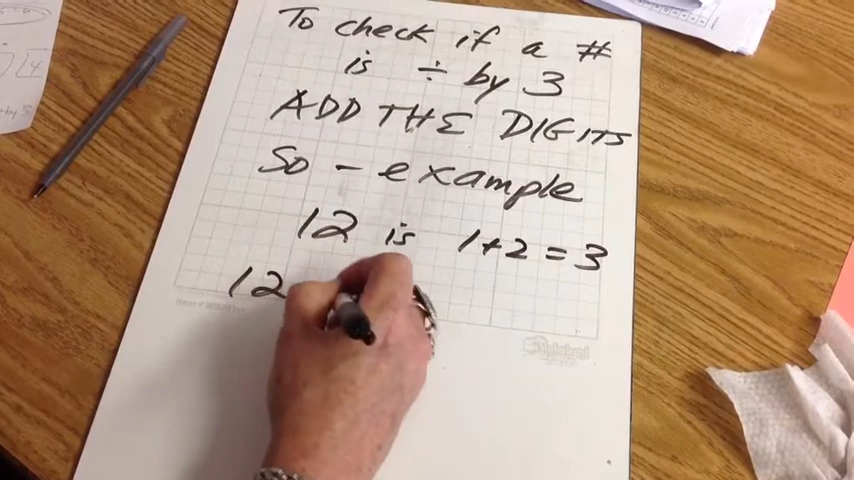 To check if a #
is ÷ by 3
ADD THE DIGITS
So - example
12 is 1+2=3
12